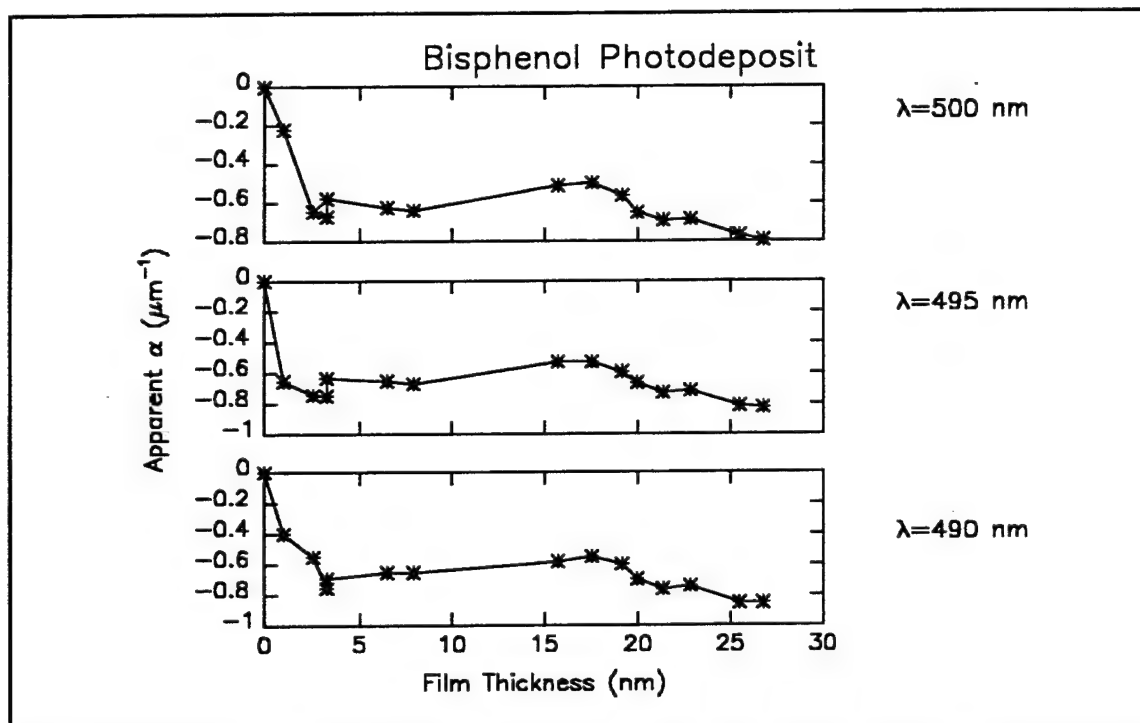 Bisphenol Photodeposit
0
−0.2
−0.4
−0.6
−0.8
λ=500 nm
0
−0.2
−0.4
−0.6
−0.8
−1
λ=495 nm
Apparent α (μm⁻¹)
0
−0.2
−0.4
−0.6
−0.8
−1
λ=490 nm
0 5 10 15 20 25 30
Film Thickness (nm)